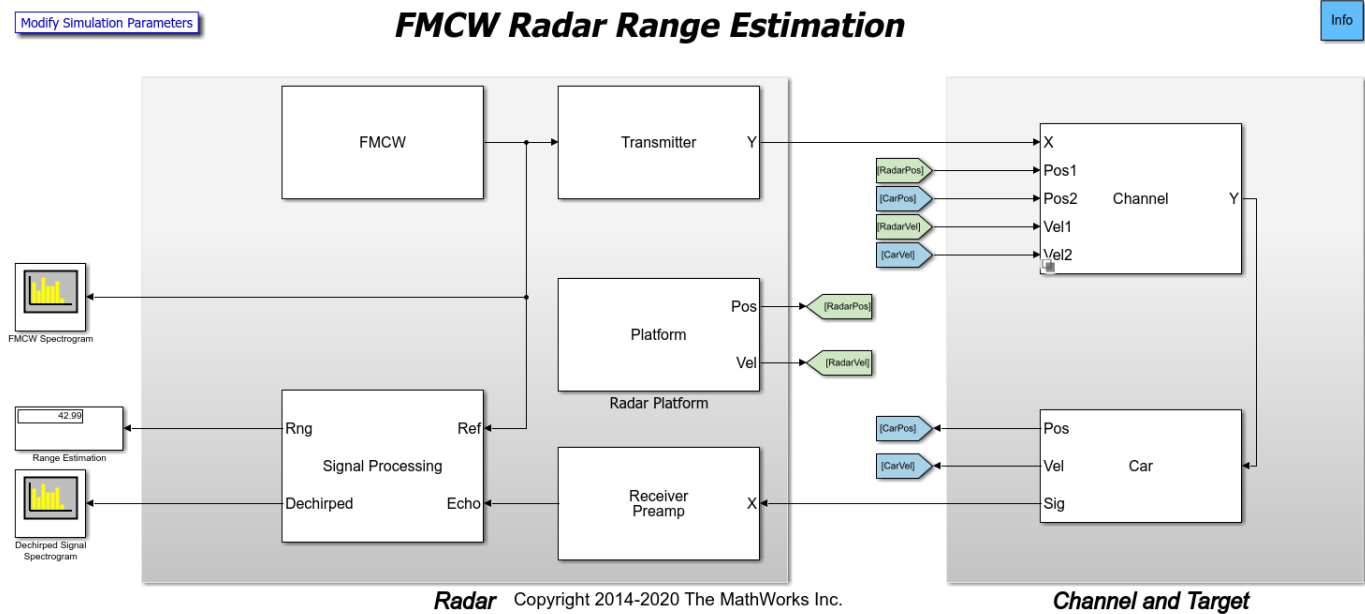 Modify Simulation Parameters
FMCW Radar Range Estimation
Info
FMCW
Transmitter
Y
X
[RadarPos]
Pos1
[CarPos]
Pos2
Channel
Y
[RadarVel]
Vel1
[CarVel]
Vel2
FMCW Spectrogram
Platform
Pos
[RadarPos]
Vel
[RadarVel]
Radar Platform
42.99
Range Estimation
Rng
Ref
Signal Processing
Dechirped
Echo
Dechirped Signal
Spectrogram
Receiver
Preamp
X
[CarPos]
Pos
[CarVel]
Vel
Car
Sig
Radar
Copyright 2014-2020 The MathWorks Inc.
Channel and Target